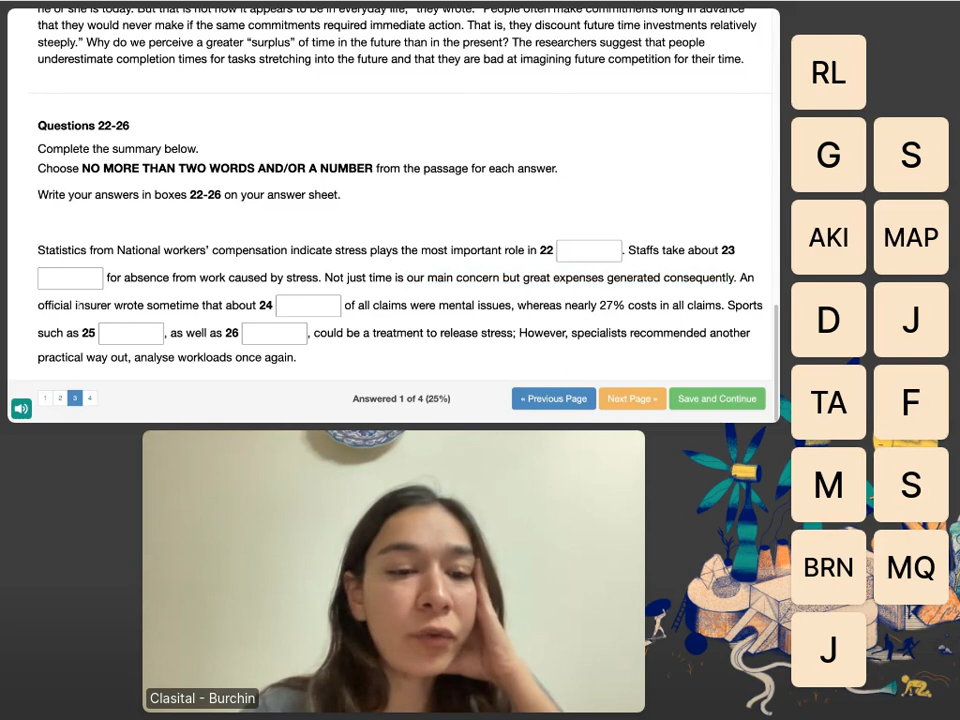 he or she is today. But that is not how it appears to be in everyday life," they wrote. "People often make commitments long in advance
that they would never make if the same commitments required immediate action. That is, they discount future time investments relatively
steeply." Why do we perceive a greater "surplus" of time in the future than in the present? The researchers suggest that people
underestimate completion times for tasks stretching into the future and that they are bad at imagining future competition for their time.
Questions 22-26
Complete the summary below.
Choose NO MORE THAN TWO WORDS AND/OR A NUMBER from the passage for each answer.
Write your answers in boxes 22-26 on your answer sheet.
Statistics from National workers' compensation indicate stress plays the most important role in 22 . Staffs take about 23
for absence from work caused by stress. Not just time is our main concern but great expenses generated consequently. An
official insurer wrote sometime that about 24 of all claims were mental issues, whereas nearly 27% costs in all claims. Sports
such as 25 , as well as 26 , could be a treatment to release stress; However, specialists recommended another
practical way out, analyse workloads once again.
1 2 3 4
Answered 1 of 4 (25%)
« Previous Page
Next Page »
Save and Continue
RL
G S
AKI MAP
D J
TA F
M S
BRN MQ
J
Clasital - Burchin